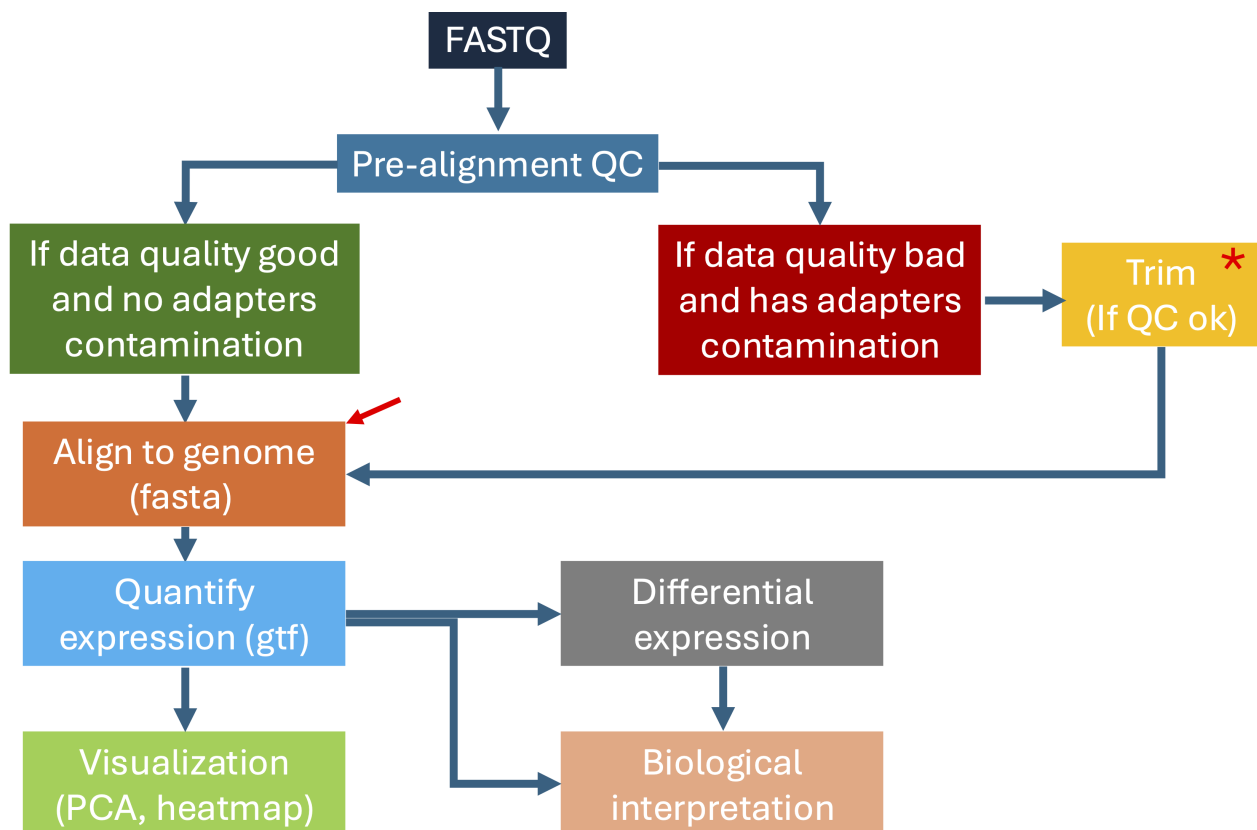 FASTQ
Pre-alignment QC
If data quality good
and no adapters
contamination
If data quality bad
and has adapters
contamination
Trim *
(If QC ok)
Align to genome
(fasta)
Quantify
expression (gtf)
Differential
expression
Visualization
(PCA, heatmap)
Biological
interpretation